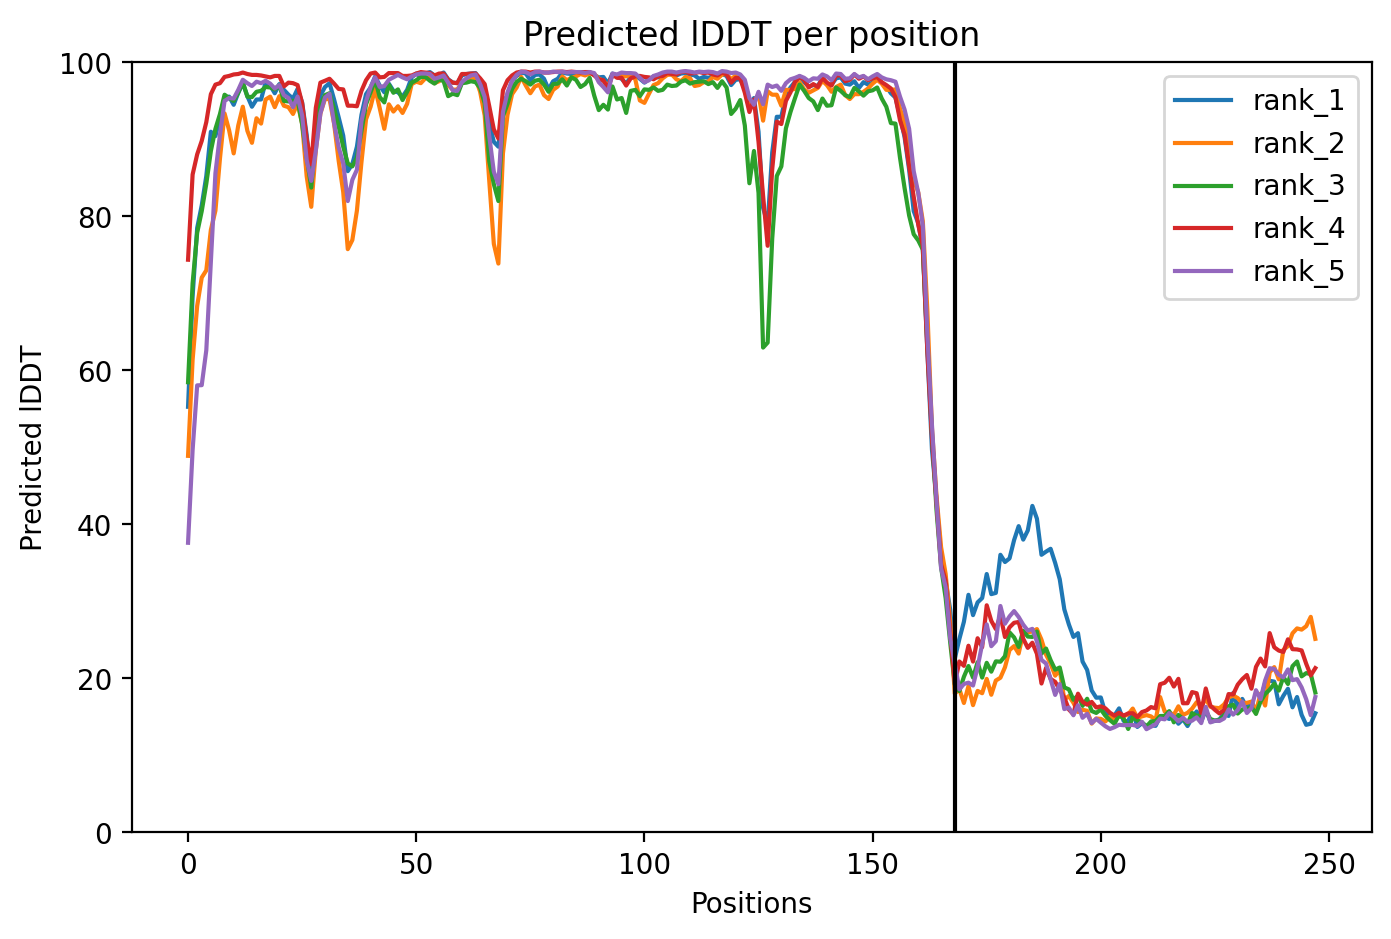 Predicted lDDT per position
100
80
60
40
20
0
Predicted lDDT
0 50 100 150 200 250
Positions
rank_1
rank_2
rank_3
rank_4
rank_5